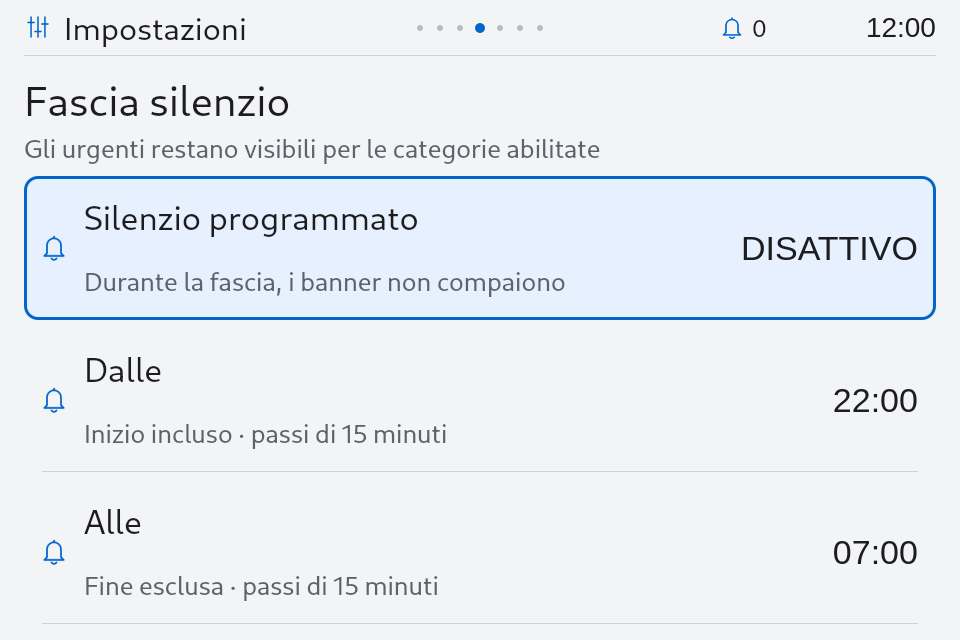 Impostazioni
0
12:00
Fascia silenzio
Gli urgenti restano visibili per le categorie abilitate
Silenzio programmato
DISATTIVO
Durante la fascia, i banner non compaiono
Dalle
22:00
Inizio incluso · passi di 15 minuti
Alle
07:00
Fine esclusa · passi di 15 minuti